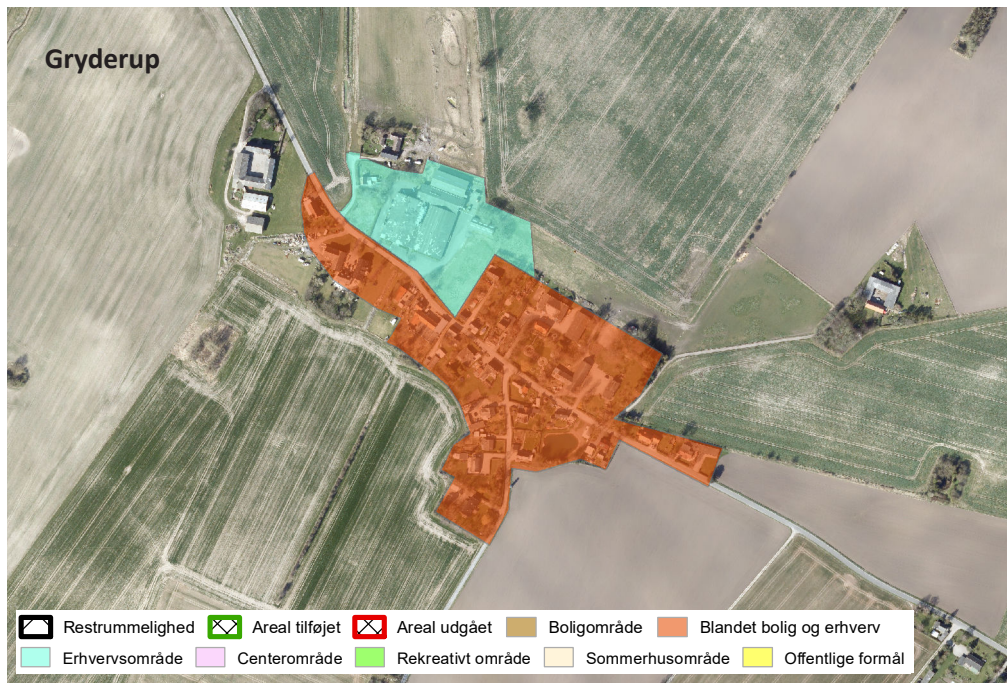 Gryderup
Restrummelighed Areal tilføjet Areal udgået Boligområde Blandet bolig og erhverv
Erhvervsområde Centerområde Rekreativt område Sommerhusområde Offentlige formål